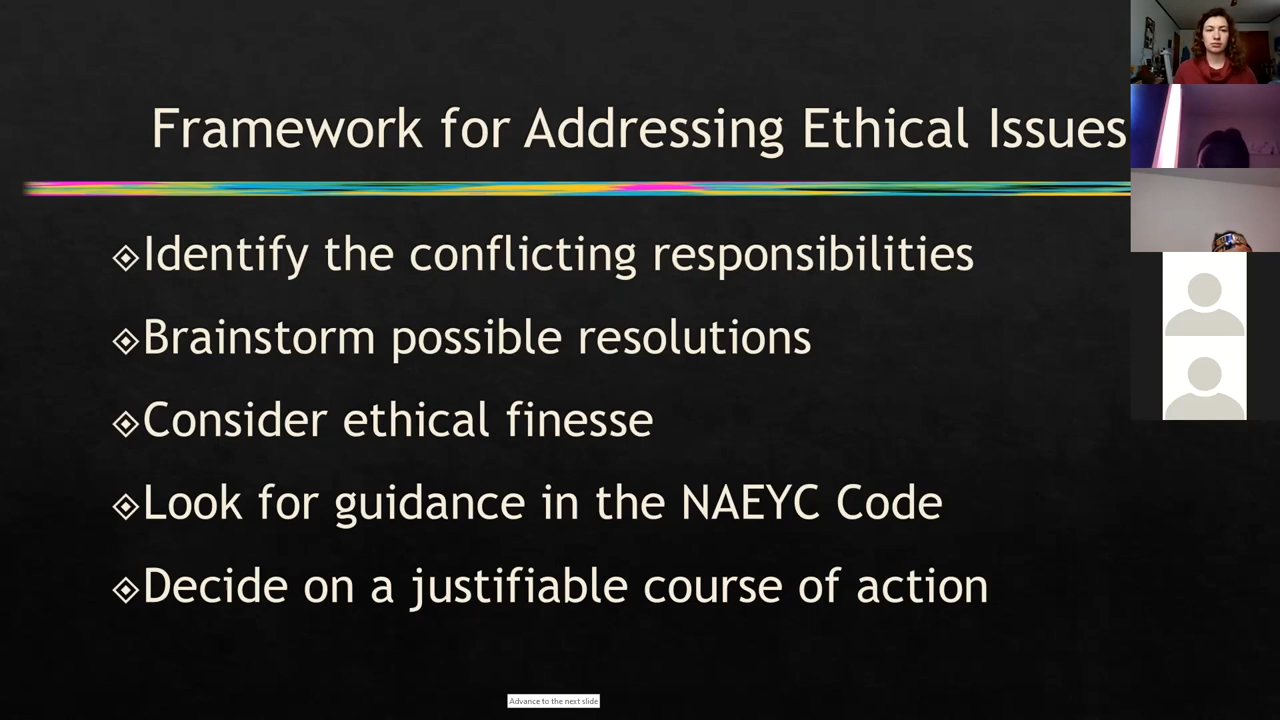 Framework for Addressing Ethical Issues
Identify the conflicting responsibilities
Brainstorm possible resolutions
Consider ethical finesse
Look for guidance in the NAEYC Code
Decide on a justifiable course of action
Advance to the next slide